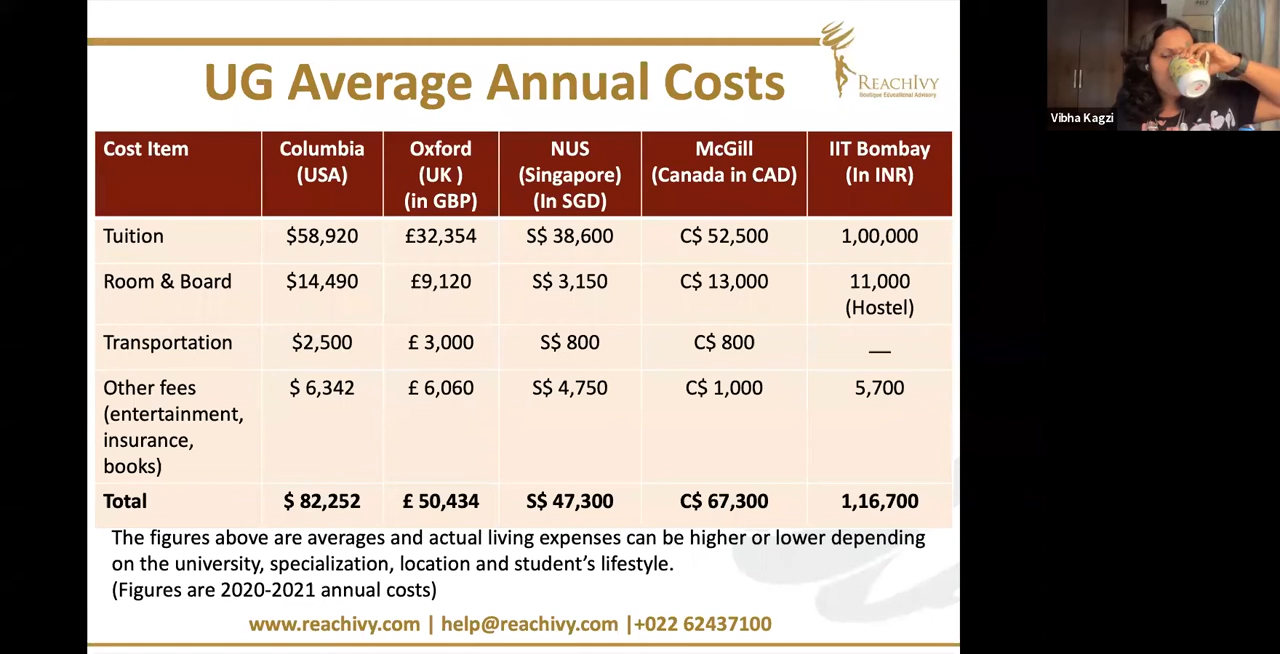 UG Average Annual Costs
REACHIVY
Boutique Educational Advisory
Vibha Kagzi
Cost Item Columbia Oxford NUS McGill IIT Bombay
(USA) (UK ) (Singapore) (Canada in CAD) (In INR)
(in GBP) (In SGD)
Tuition $58,920 £32,354 S$ 38,600 C$ 52,500 1,00,000
Room & Board $14,490 £9,120 S$ 3,150 C$ 13,000 11,000
(Hostel)
Transportation $2,500 £ 3,000 S$ 800 C$ 800 __
Other fees $ 6,342 £ 6,060 S$ 4,750 C$ 1,000 5,700
(entertainment,
insurance,
books)
Total $ 82,252 £ 50,434 S$ 47,300 C$ 67,300 1,16,700
The figures above are averages and actual living expenses can be higher or lower depending
on the university, specialization, location and student's lifestyle.
(Figures are 2020-2021 annual costs)
www.reachivy.com | help@reachivy.com |+022 62437100